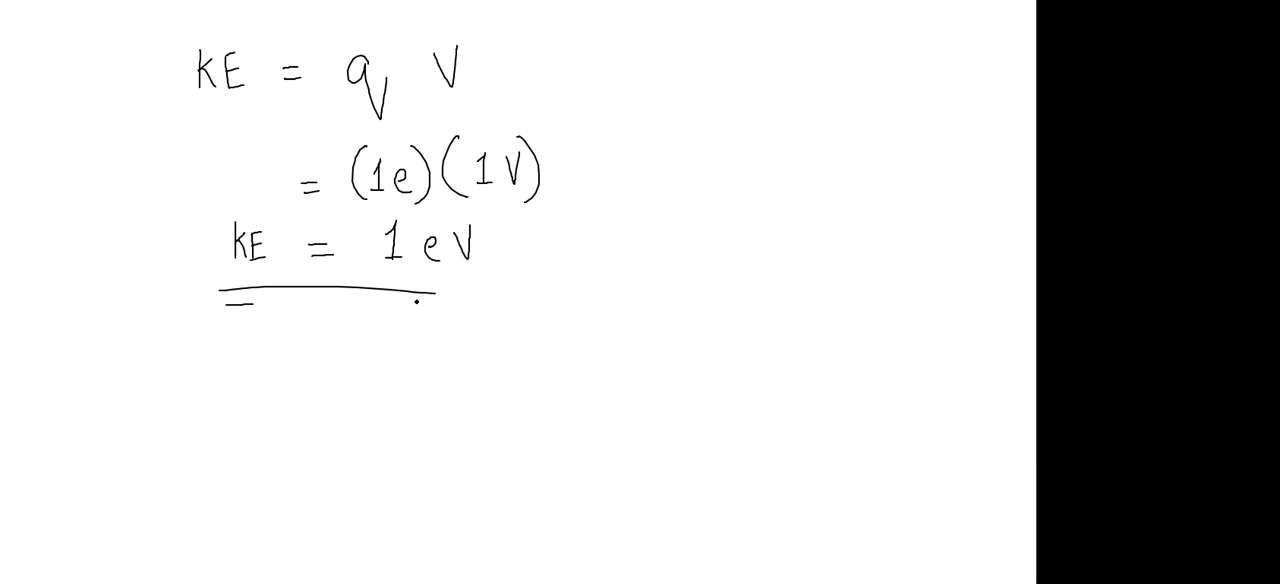 KE = q V
= (1e)(1V)
KE = 1 eV